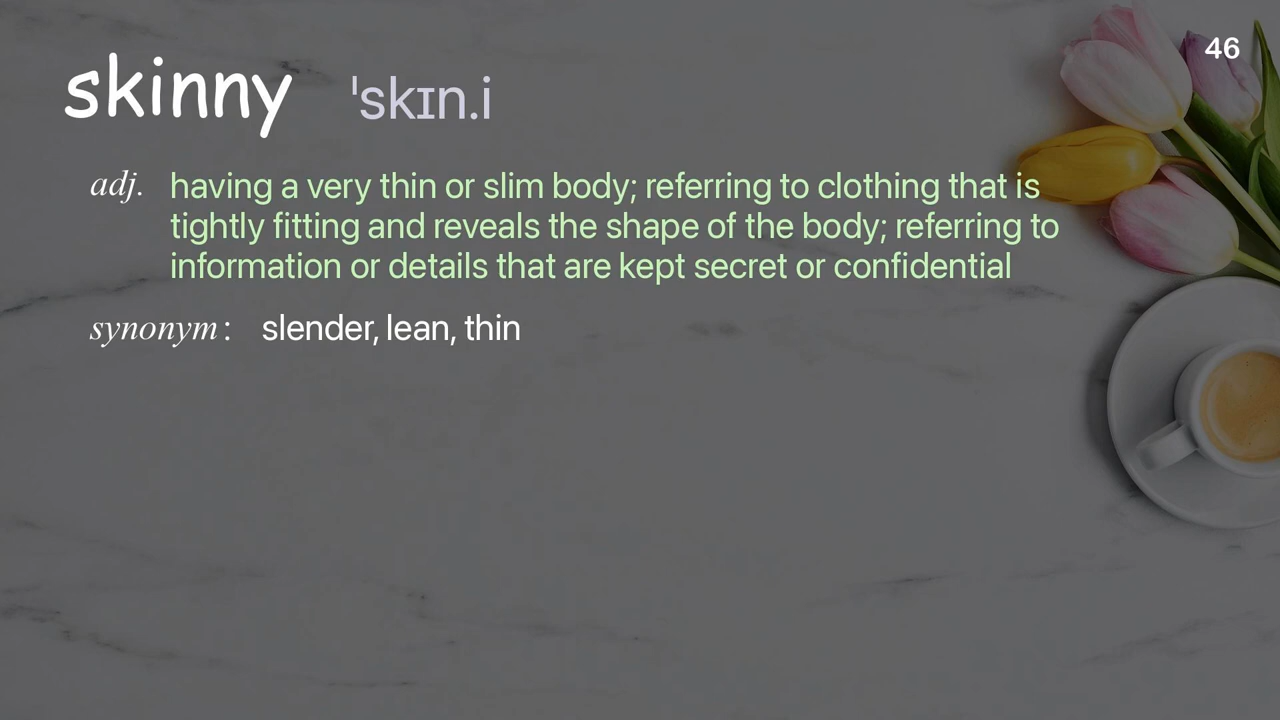 46
skinny ˈskɪn.i
adj. having a very thin or slim body; referring to clothing that is
tightly fitting and reveals the shape of the body; referring to
information or details that are kept secret or confidential
synonym: slender, lean, thin